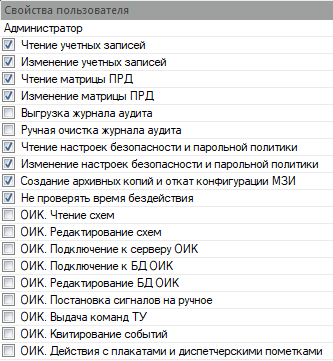 Свойства пользователя
Администратор
Чтение учетных записей
Изменение учетных записей
Чтение матрицы ПРД
Изменение матрицы ПРД
Выгрузка журнала аудита
Ручная очистка журнала аудита
Чтение настроек безопасности и парольной политики
Изменение настроек безопасности и парольной политики
Создание архивных копий и откат конфигурации МЗИ
Не проверять время бездействия
ОИК. Чтение схем
ОИК. Редактирование схем
ОИК. Подключение к серверу ОИК
ОИК. Подключение к БД ОИК
ОИК. Редактирование БД ОИК
ОИК. Постановка сигналов на ручное
ОИК. Выдача команд ТУ
ОИК. Квитирование событий
ОИК. Действия с плакатами и диспетчерскими пометками